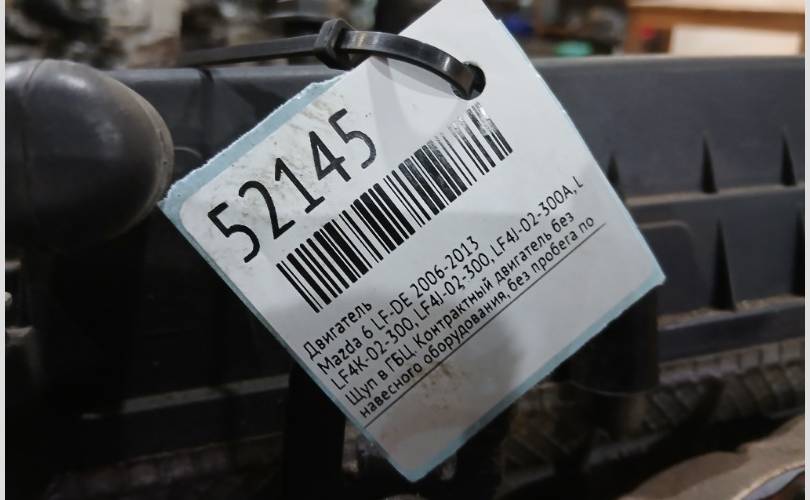 52145
Двигатель
Mazda 6 LF-DE 2006-2013
LF4K-02-300, LF4J-02-300, LF4J-02-300A, L
Щуп в ГБЦ. Контрактный двигатель без
навесного оборудования, без пробега по